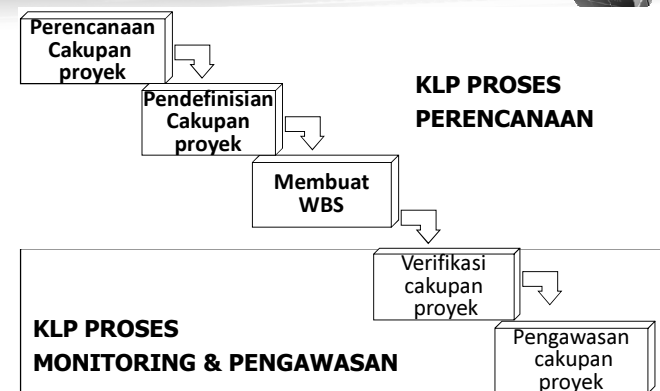 Perencanaan
Cakupan
proyek
Pendefinisian
Cakupan
proyek
KLP PROSES
PERENCANAAN
Membuat
WBS
Verifikasi
cakupan
proyek
KLP PROSES
MONITORING & PENGAWASAN
Pengawasan
cakupan
proyek